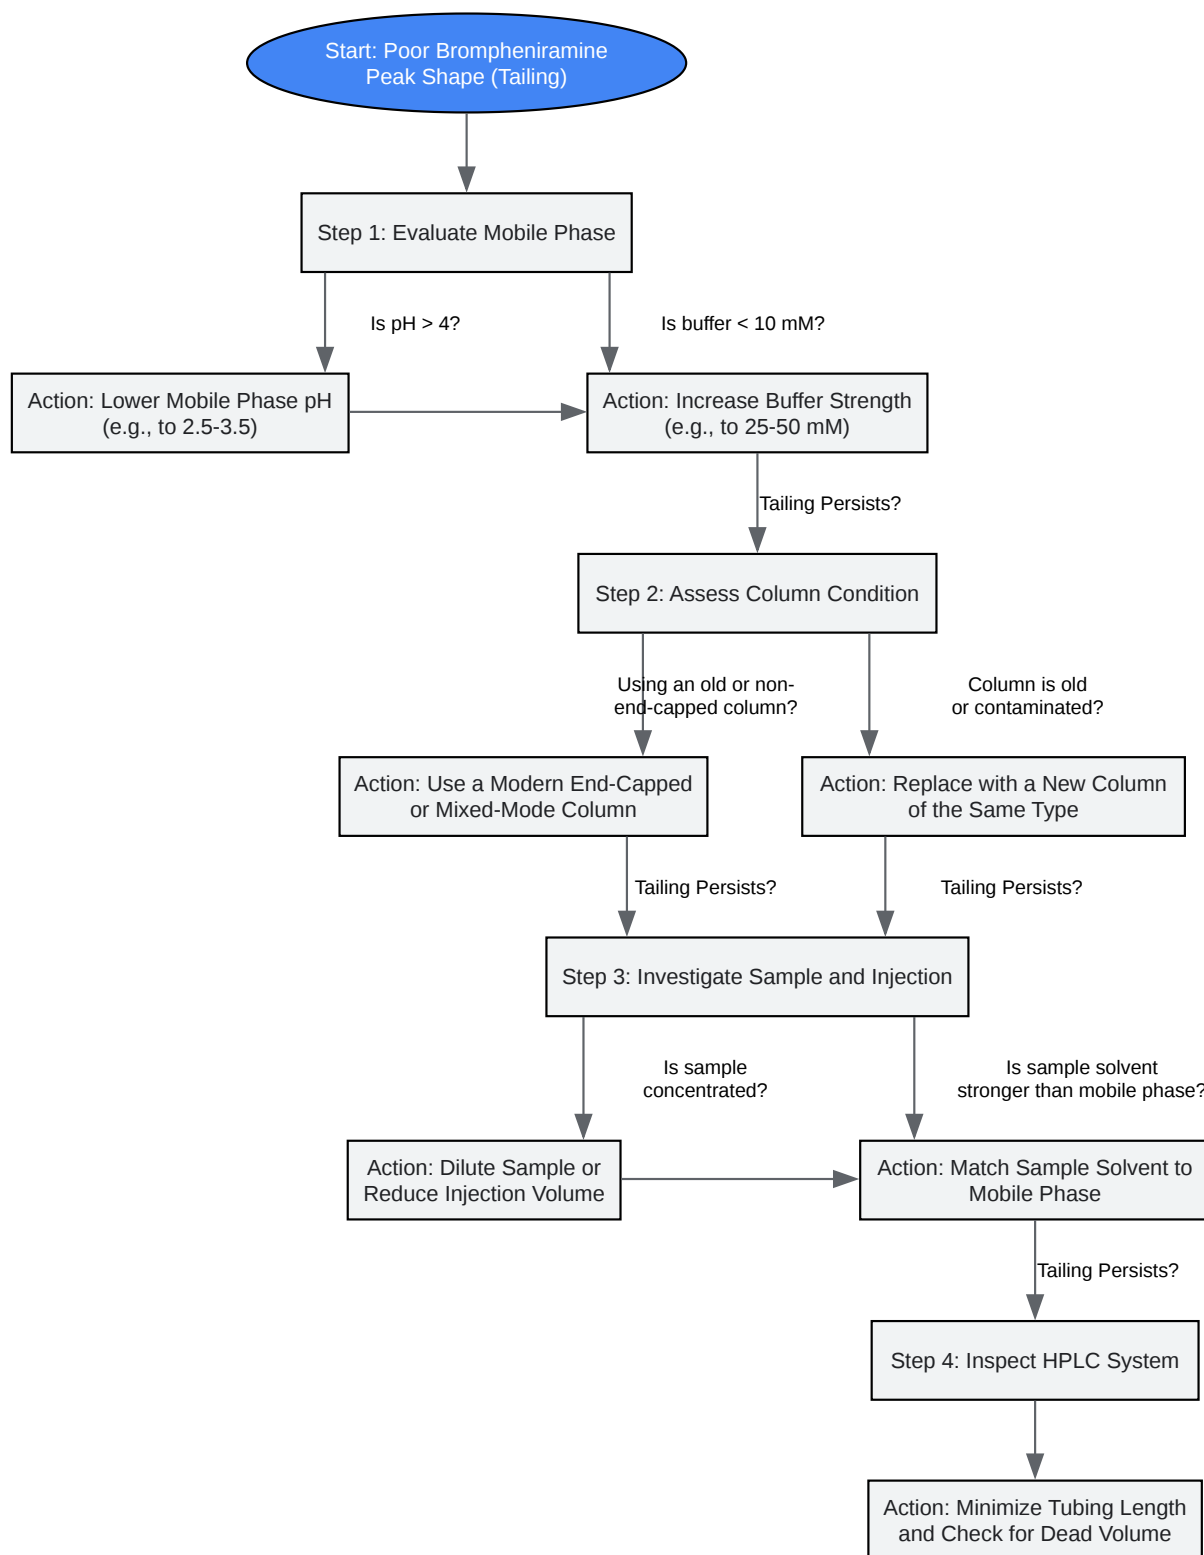 Start: Poor Brompheniramine
Peak Shape (Tailing)
Step 1: Evaluate Mobile Phase
Is pH > 4?
Is buffer < 10 mM?
Action: Lower Mobile Phase pH
(e.g., to 2.5-3.5)
Action: Increase Buffer Strength
(e.g., to 25-50 mM)
Tailing Persists?
Step 2: Assess Column Condition
Using an old or non-
end-capped column?
Column is old
or contaminated?
Action: Use a Modern End-Capped
or Mixed-Mode Column
Action: Replace with a New Column
of the Same Type
Tailing Persists?
Tailing Persists?
Step 3: Investigate Sample and Injection
Is sample
concentrated?
Is sample solvent
stronger than mobile phase?
Action: Dilute Sample or
Reduce Injection Volume
Action: Match Sample Solvent to
Mobile Phase
Tailing Persists?
Step 4: Inspect HPLC System
Action: Minimize Tubing Length
and Check for Dead Volume